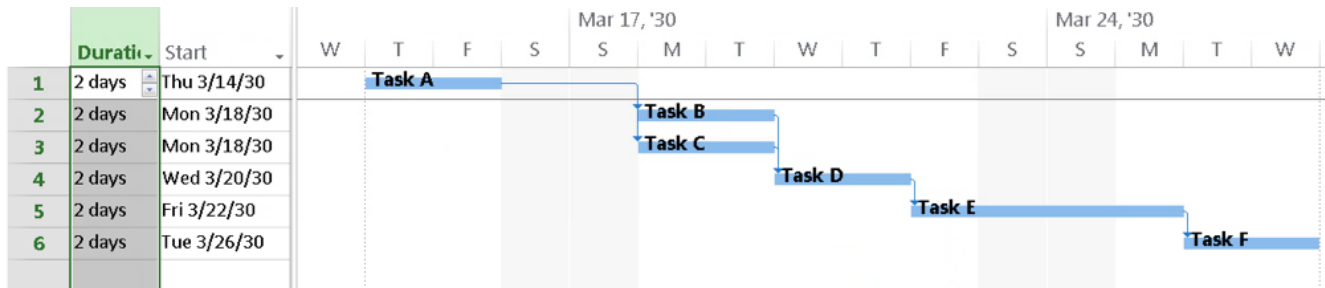 Mar 17, '30 Mar 24, '30
Durati Start W T F S S M T W T F S S M T W
1 2 days Thu 3/14/30 Task A
2 2 days Mon 3/18/30 Task B
3 2 days Mon 3/18/30 Task C
4 2 days Wed 3/20/30 Task D
5 2 days Fri 3/22/30 Task E
6 2 days Tue 3/26/30 Task F